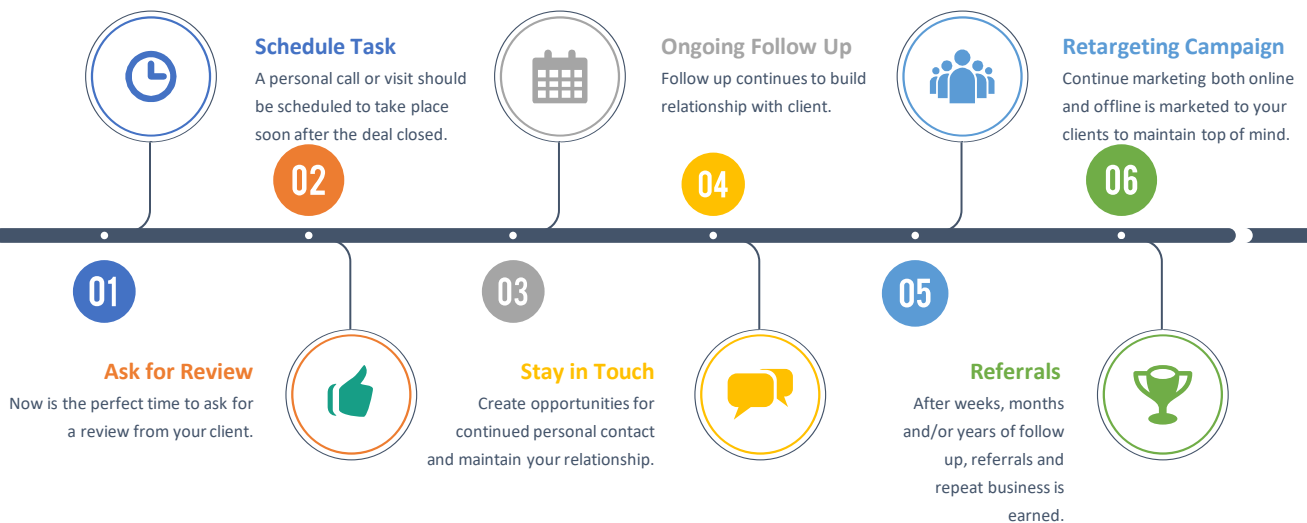 Schedule Task
A personal call or visit should
be scheduled to take place
soon after the deal closed.
Ongoing Follow Up
Follow up continues to build
relationship with client.
Retargeting Campaign
Continue marketing both online
and offline is marketed to your
clients to maintain top of mind.
02
04
06
01
03
05
Ask for Review
Now is the perfect time to ask for
a review from your client.
Stay in Touch
Create opportunities for
continued personal contact
and maintain your relationship.
Referrals
After weeks, months
and/or years of follow
up, referrals and
repeat business is
earned.